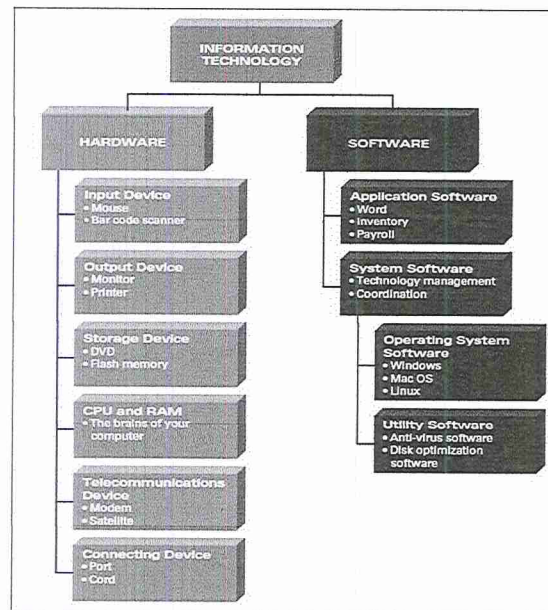 INFORMATION
TECHNOLOGY
HARDWARE
Input Device
• Mouse
• Bar code scanner
Output Device
• Monitor
• Printer
Storage Device
• DVD
• Flash memory
CPU and RAM
• The brains of your
computer
Telecommunications
Device
• Modem
• Satellite
Connecting Device
• Port
• Cord
SOFTWARE
Application Software
• Word
• Inventory
• Payroll
System Software
• Technology management
• Coordination
Operating System
Software
• Windows
• Mac OS
• Linux
Utility Software
• Anti-virus software
• Disk optimization
software